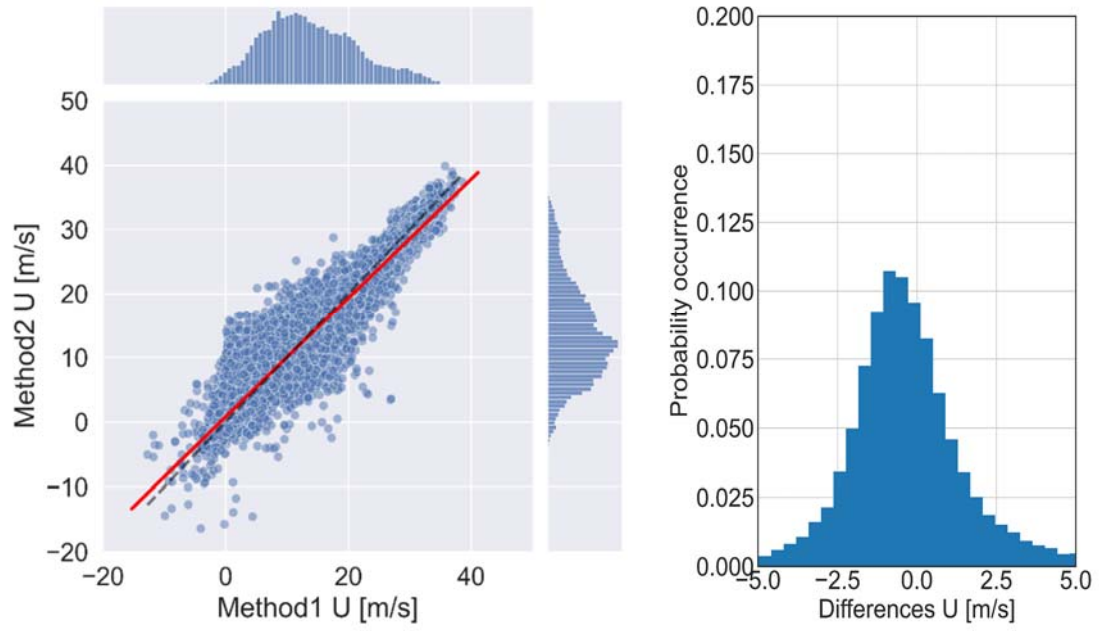 50
40
30
20
10
0
−10
−20
Method2 U [m/s]
−20 0 20 40
Method1 U [m/s]
0.200
0.175
0.150
0.125
0.100
0.075
0.050
0.025
0.000
Probability occurrence
−5.0 −2.5 0.0 2.5 5.0
Differences U [m/s]